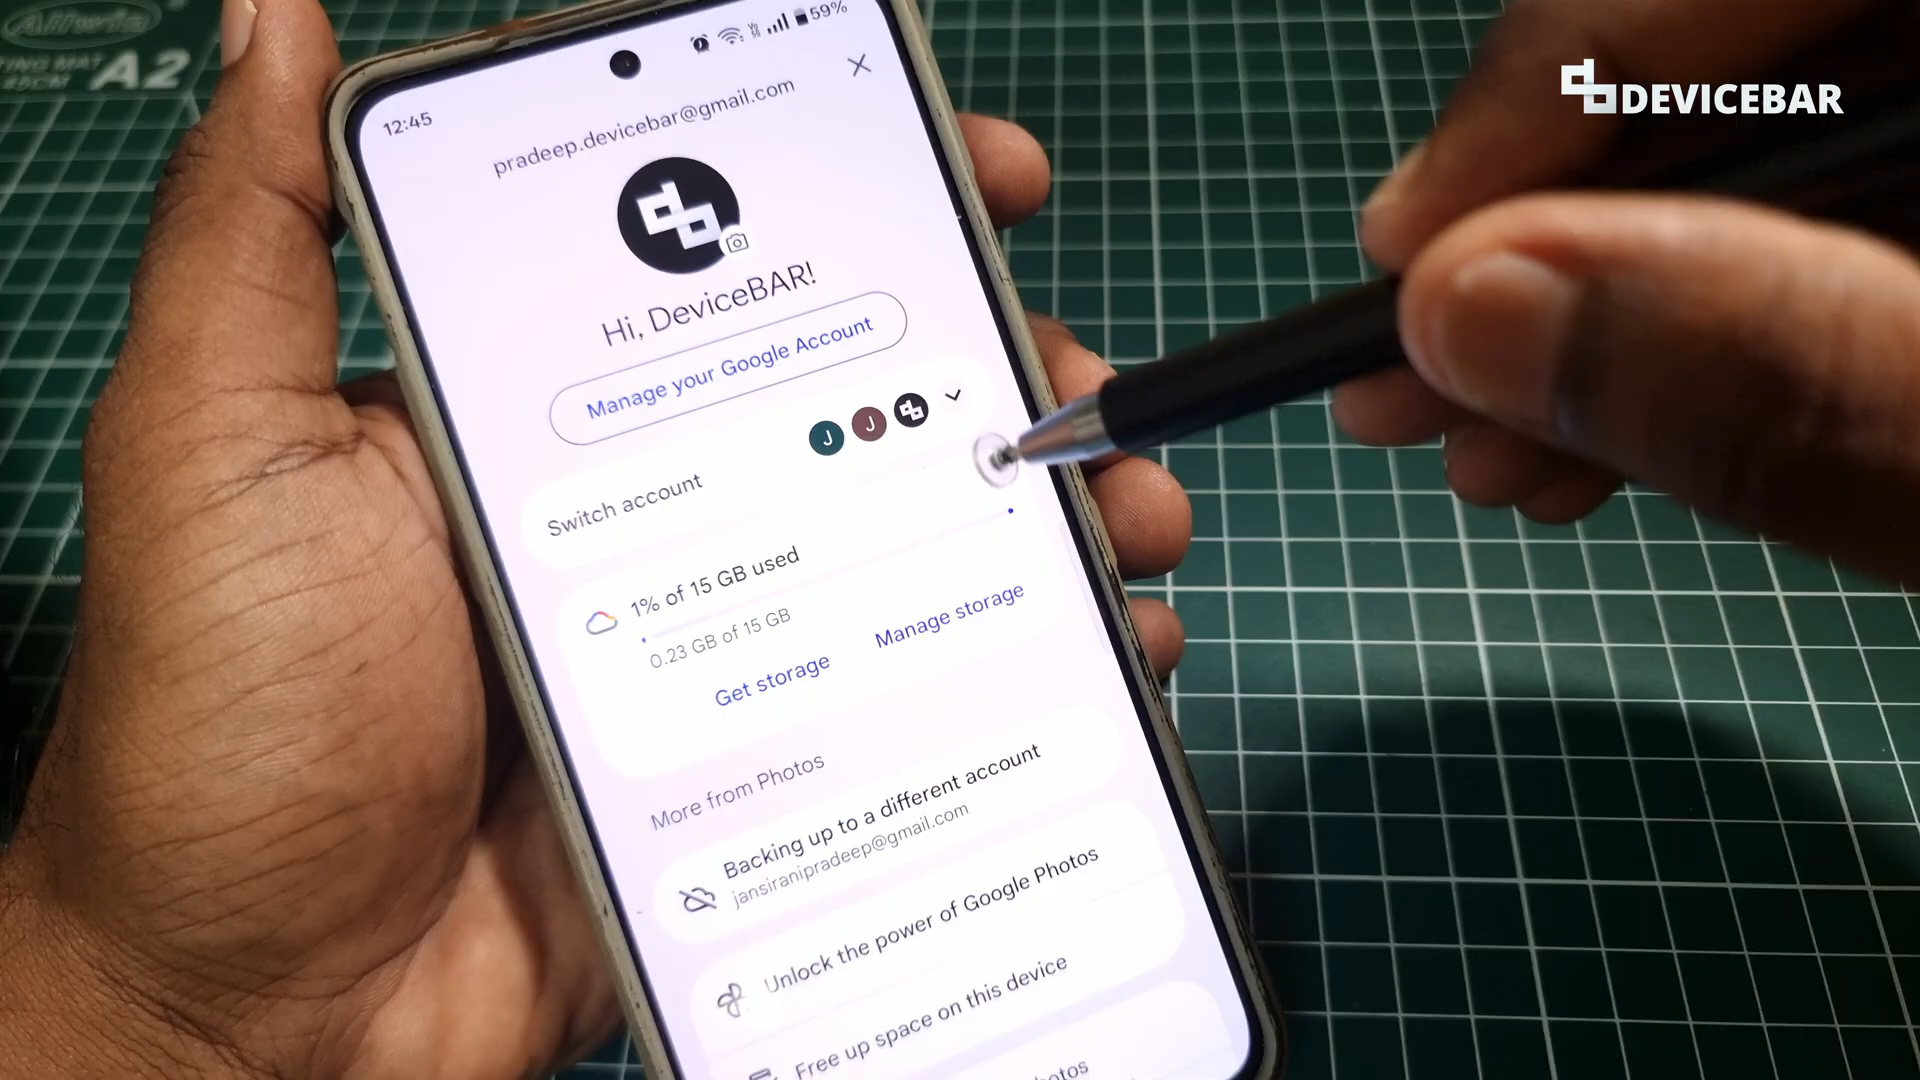 Allwin
A2
DEVICEBAR
12:45
59%
pradeep.devicebar@gmail.com
Hi, DeviceBAR!
Manage your Google Account
Switch account
J
J
1% of 15 GB used
0.23 GB of 15 GB
Get storage
Manage storage
More from Photos
Backing up to a different account
jansiranipradeep@gmail.com
Unlock the power of Google Photos
Free up space on this device